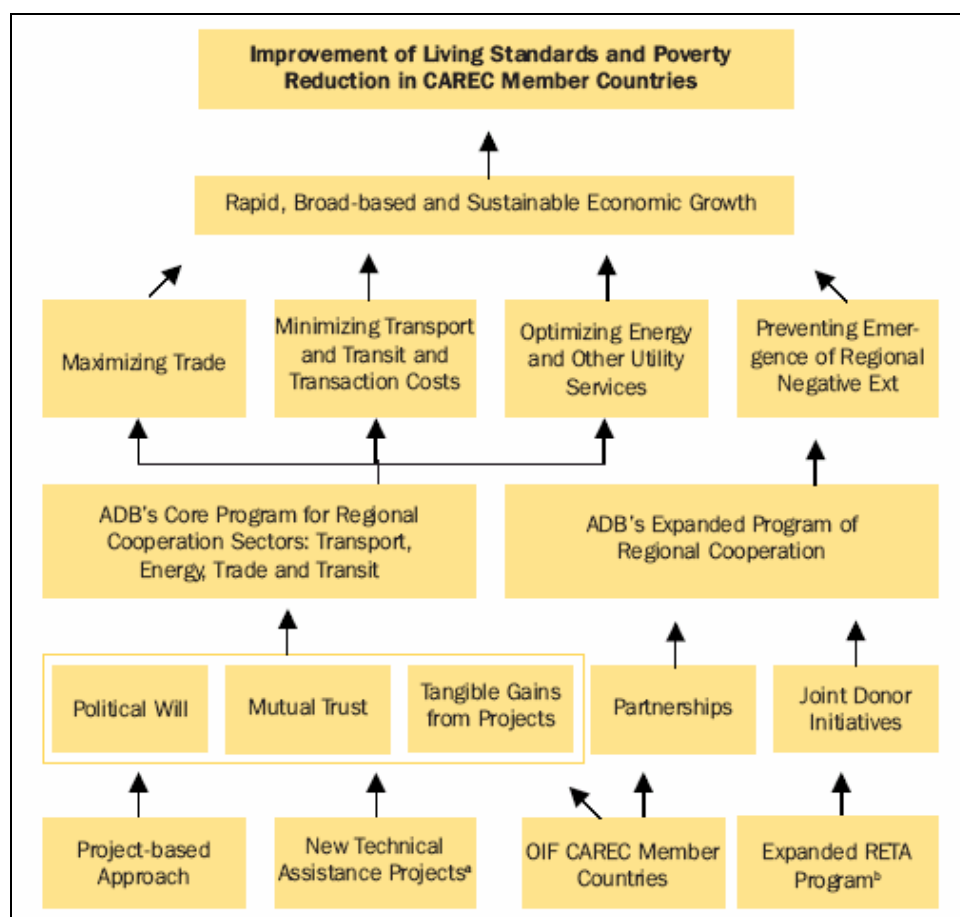 Improvement of Living Standards and Poverty
Reduction in CAREC Member Countries
Rapid, Broad-based and Sustainable Economic Growth
Maximizing Trade
Minimizing Transport
and Transit and
Transaction Costs
Optimizing Energy
and Other Utility
Services
Preventing Emer-
gence of Regional
Negative Ext
ADB's Core Program for Regional
Cooperation Sectors: Transport,
Energy, Trade and Transit
ADB's Expanded Program of
Regional Cooperation
Political Will
Mutual Trust
Tangible Gains
from Projects
Partnerships
Joint Donor
Initiatives
Project-based
Approach
New Technical
Assistance Projectsᵃ
OIF CAREC Member
Countries
Expanded RETA
Programᵇ